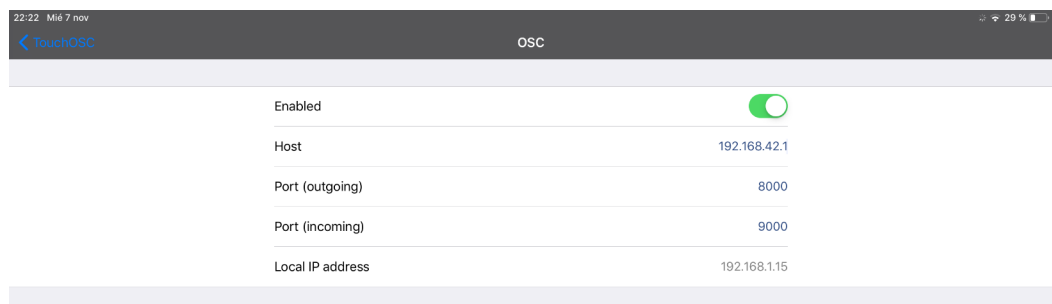 22:22 Mié 7 nov 29 %
TouchOSC OSC
Enabled
Host 192.168.42.1
Port (outgoing) 8000
Port (incoming) 9000
Local IP address 192.168.1.15